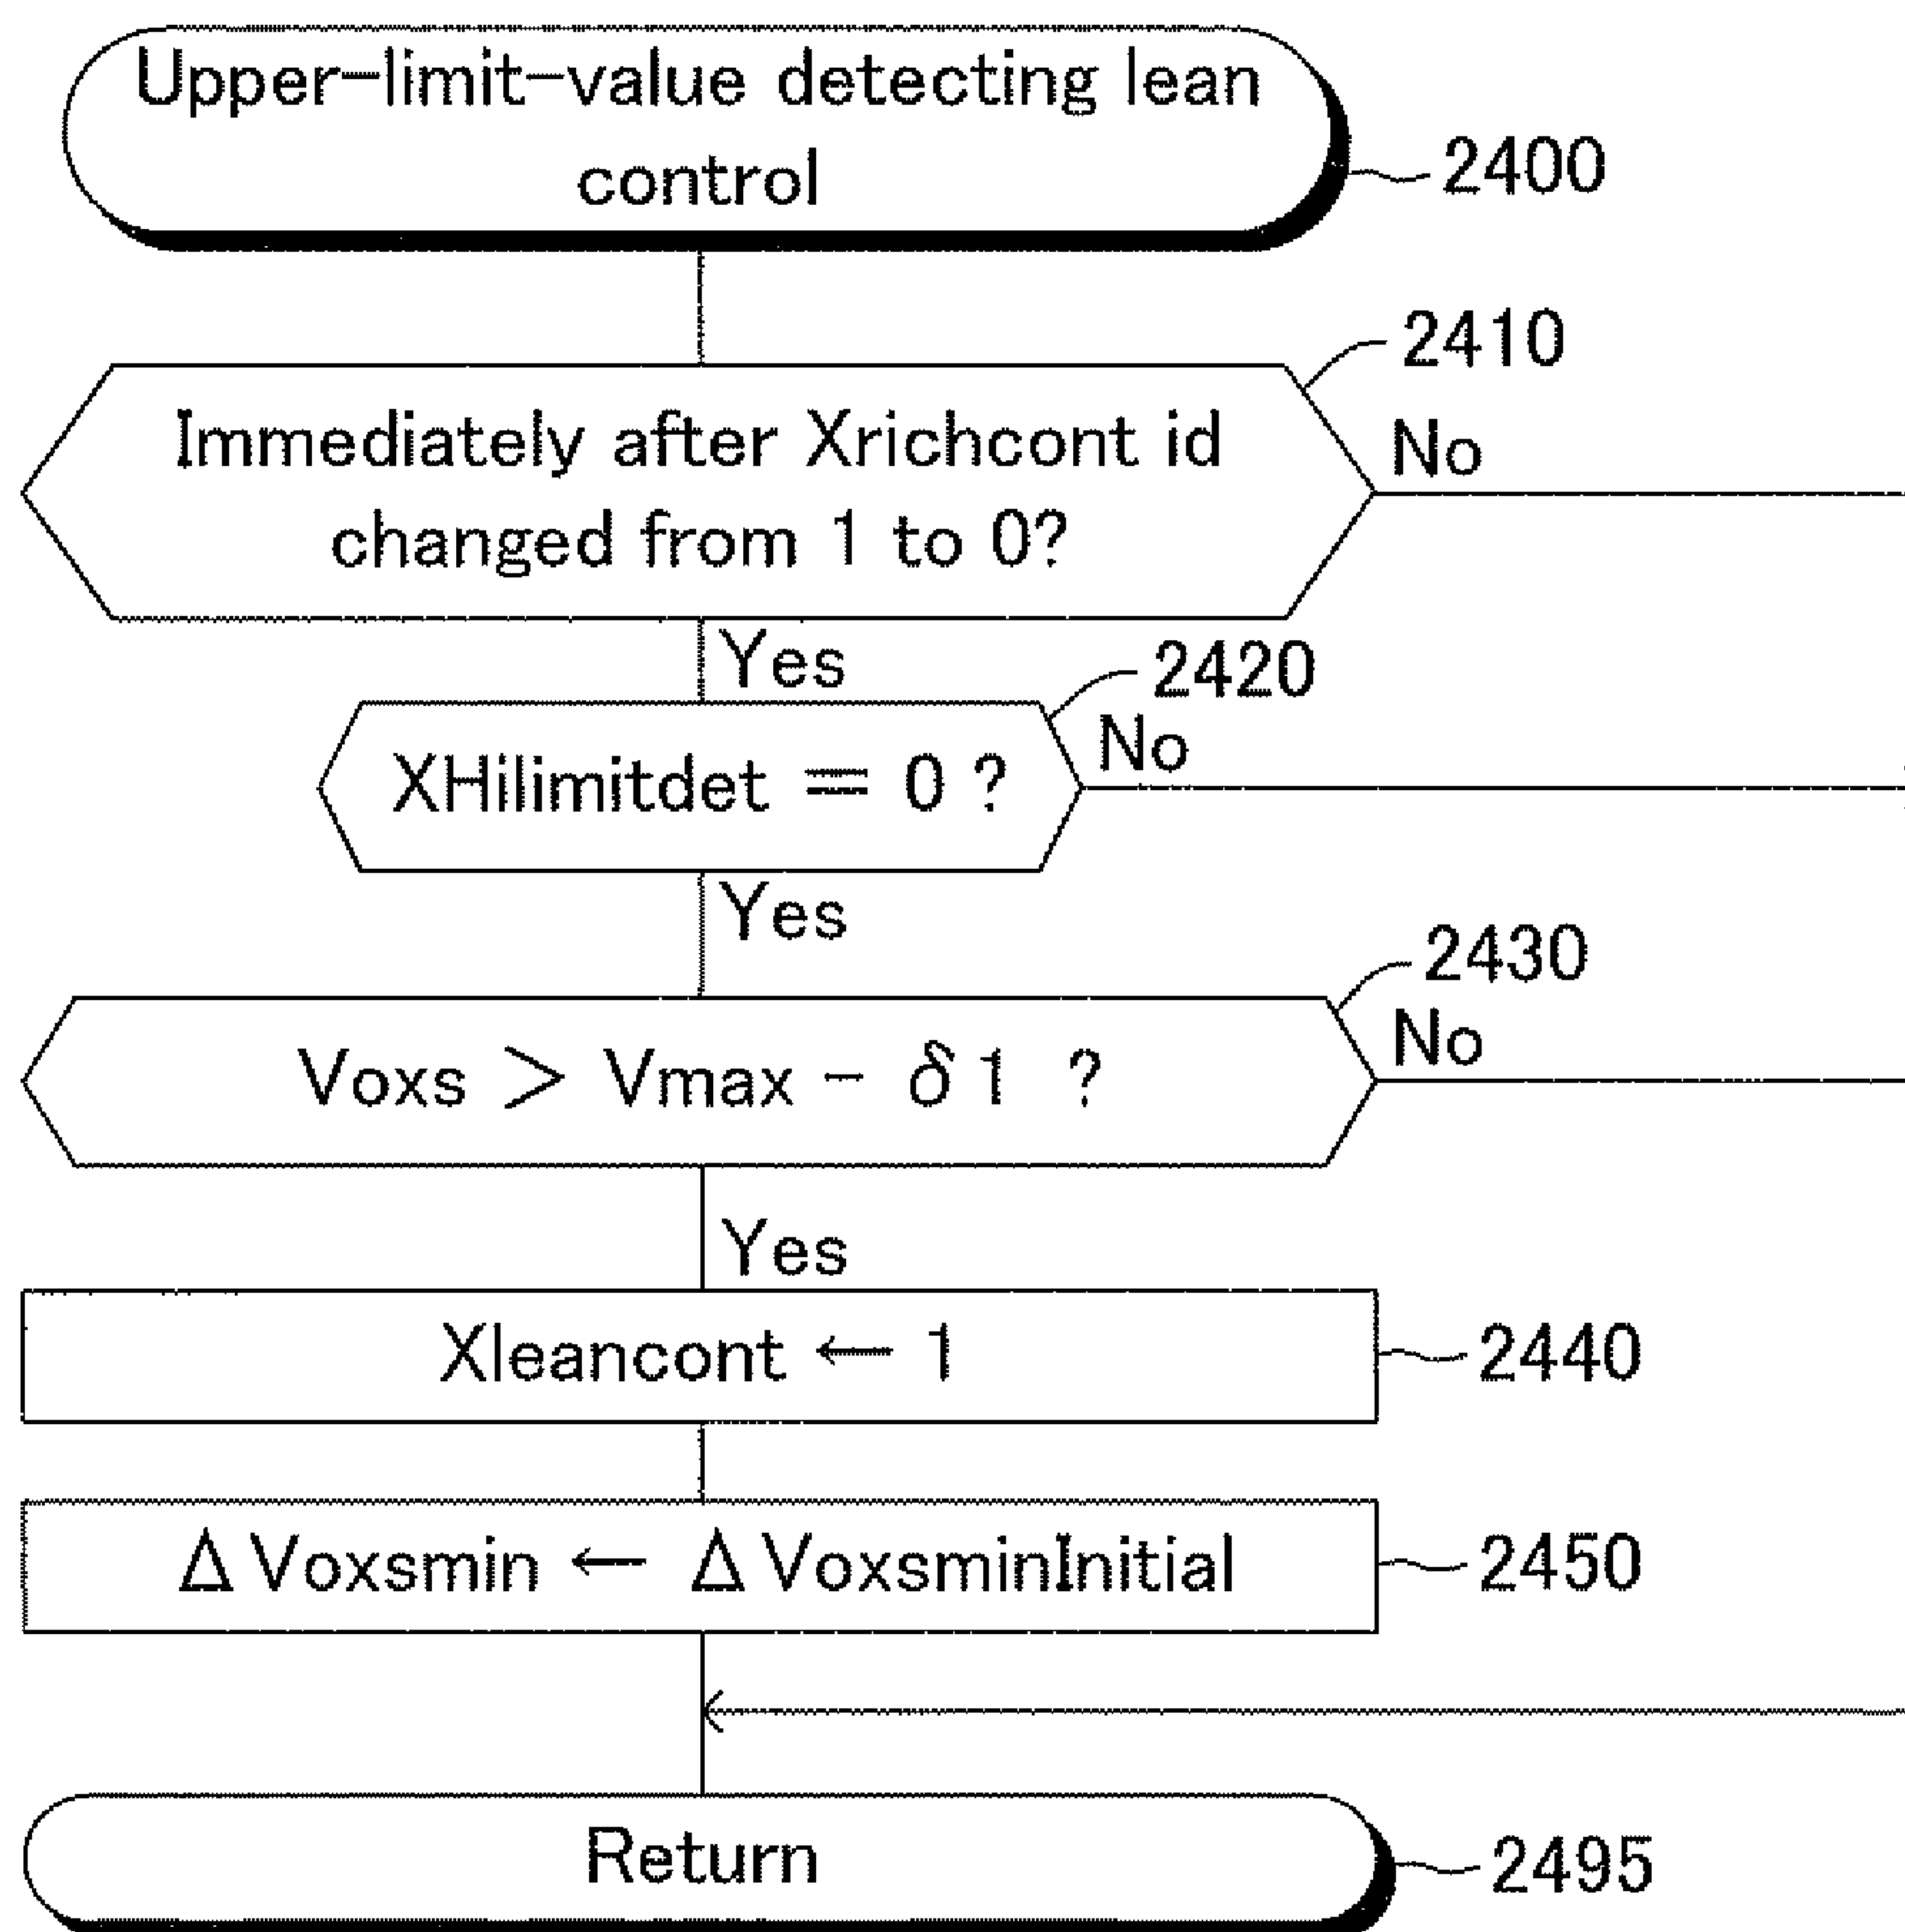 Upper-limit-value detecting lean
control
2400
2410
Immediately after Xrichcont id
changed from 1 to 0?
No
Yes
2420
XHilimitdet = 0 ?
No
Yes
2430
Voxs > Vmax - δ1 ?
No
Yes
Xleancont ← 1
2440
ΔVoxsmin ← ΔVoxsminInitial
2450
Return
2495